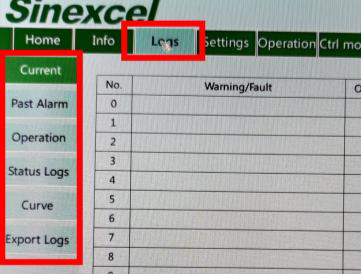 Sinexcel
Home Info Logs Settings Operation Ctrl mo
Current
Past Alarm
Operation
Status Logs
Curve
Export Logs
No. Warning/Fault
0
1
2
3
4
5
6
7
8